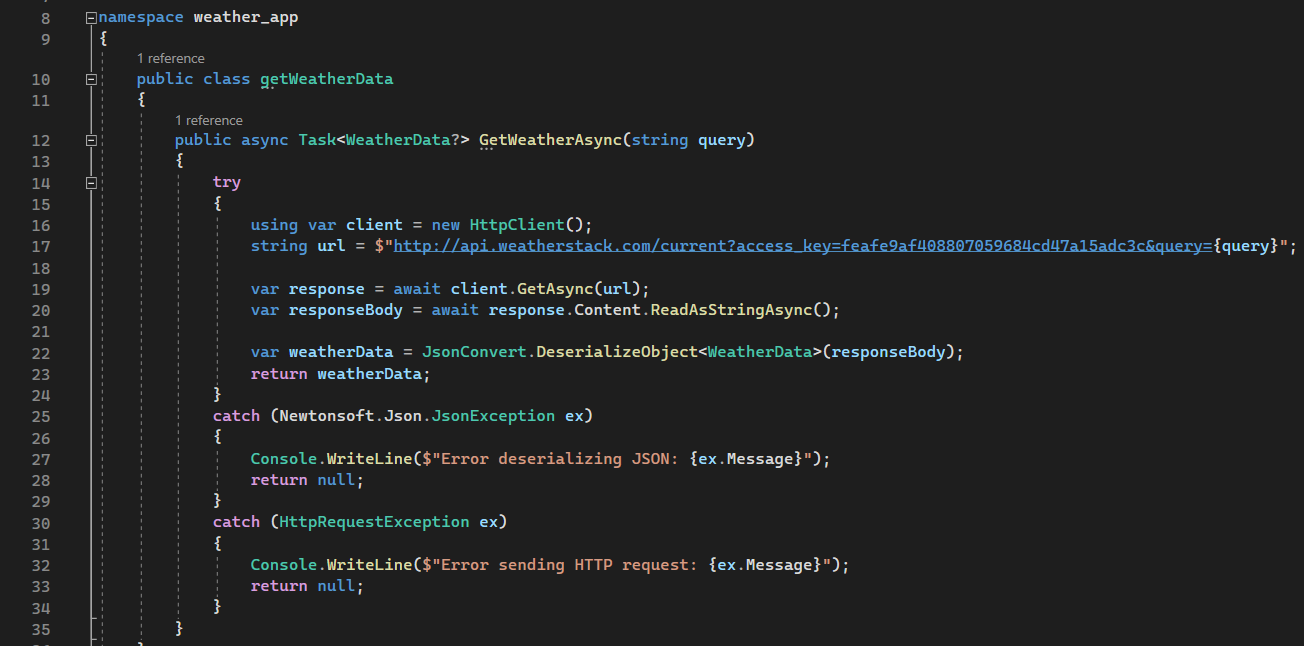 8 namespace weather_app
9 {
1 reference
10 public class getWeatherData
11 {
1 reference
12 public async Task<WeatherData?> GetWeatherAsync(string query)
13 {
14 try
15 {
16 using var client = new HttpClient();
17 string url = $"http://api.weatherstack.com/current?access_key=feafe9af408807059684cd47a15adc3c&query={query}";
18
19 var response = await client.GetAsync(url);
20 var responseBody = await response.Content.ReadAsStringAsync();
21
22 var weatherData = JsonConvert.DeserializeObject<WeatherData>(responseBody);
23 return weatherData;
24 }
25 catch (Newtonsoft.Json.JsonException ex)
26 {
27 Console.WriteLine($"Error deserializing JSON: {ex.Message}");
28 return null;
29 }
30 catch (HttpRequestException ex)
31 {
32 Console.WriteLine($"Error sending HTTP request: {ex.Message}");
33 return null;
34 }
35 }